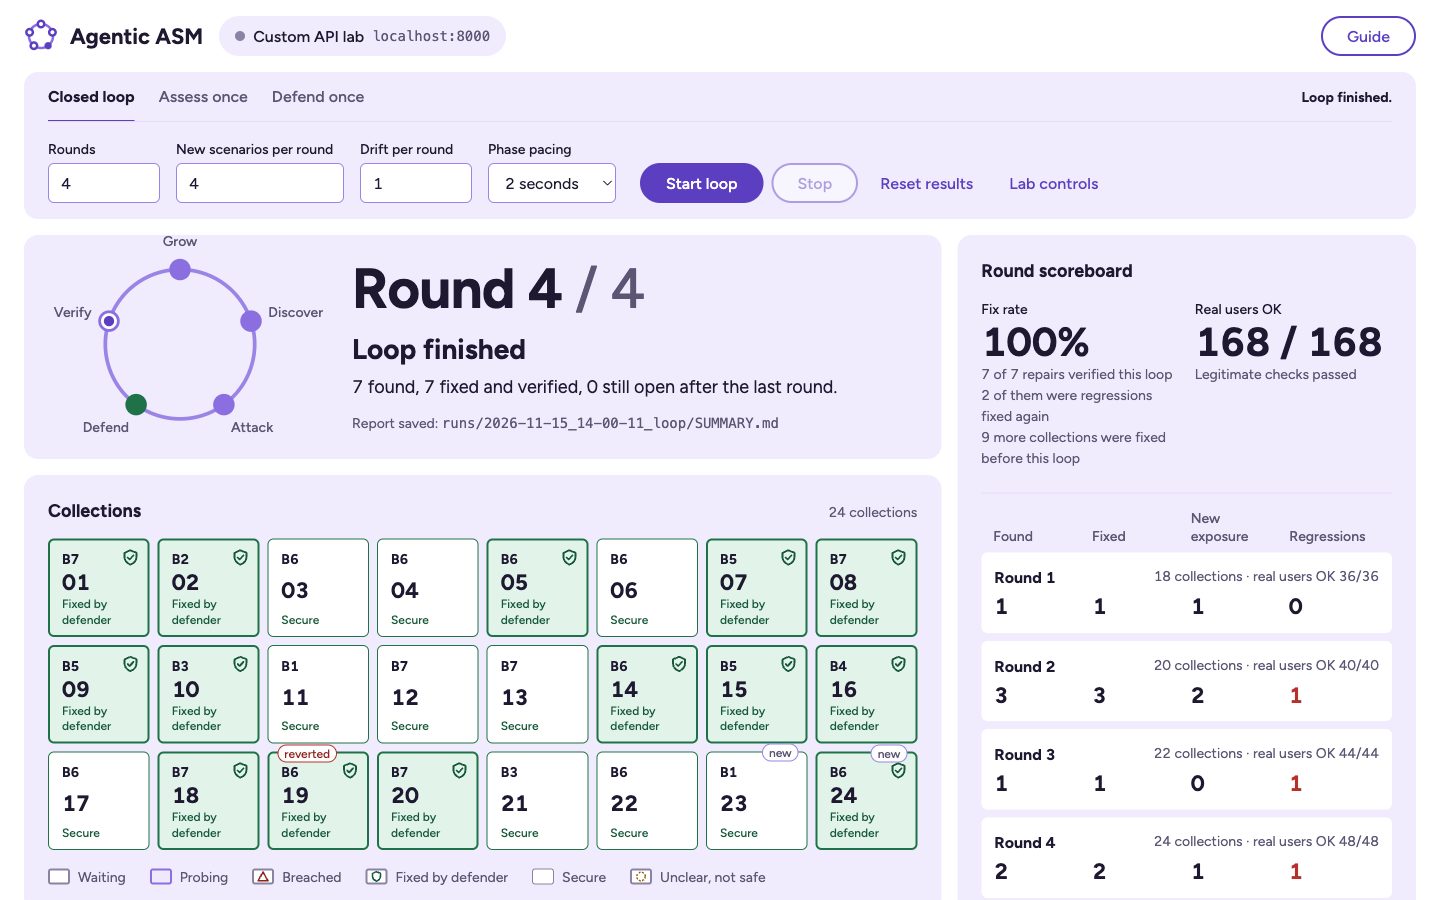 Agentic ASM
Custom API lab localhost:8000
Guide
Closed loop
Assess once
Defend once
Loop finished.
Rounds
New scenarios per round
Drift per round
Phase pacing
4
4
1
2 seconds
Start loop
Stop
Reset results
Lab controls
Grow
Verify
Discover
Defend
Attack
Round 4 / 4
Loop finished
7 found, 7 fixed and verified, 0 still open after the last round.
Report saved: runs/2026-11-15_14-00-11_loop/SUMMARY.md
Round scoreboard
Fix rate
100%
7 of 7 repairs verified this loop
2 of them were regressions
fixed again
9 more collections were fixed
before this loop
Real users OK
168 / 168
Legitimate checks passed
Found
Fixed
New
exposure
Regressions
Round 1
18 collections · real users OK 36/36
1 1 1 0
Round 2
20 collections · real users OK 40/40
3 3 2 1
Round 3
22 collections · real users OK 44/44
1 1 0 1
Round 4
24 collections · real users OK 48/48
2 2 1 1
Collections
24 collections
B7
01
Fixed by
defender
B2
02
Fixed by
defender
B6
03
Secure
B6
04
Secure
B6
05
Fixed by
defender
B6
06
Secure
B5
07
Fixed by
defender
B7
08
Fixed by
defender
B5
09
Fixed by
defender
B3
10
Fixed by
defender
B1
11
Secure
B7
12
Secure
B7
13
Secure
B6
14
Fixed by
defender
B5
15
Fixed by
defender
B4
16
Fixed by
defender
B6
17
Secure
B7
18
Fixed by
defender
reverted
B6
19
Fixed by
defender
B7
20
Fixed by
defender
B3
21
Secure
B6
22
Secure
new
B1
23
Secure
new
B6
24
Fixed by
defender
Waiting
Probing
Breached
Fixed by defender
Secure
Unclear, not safe